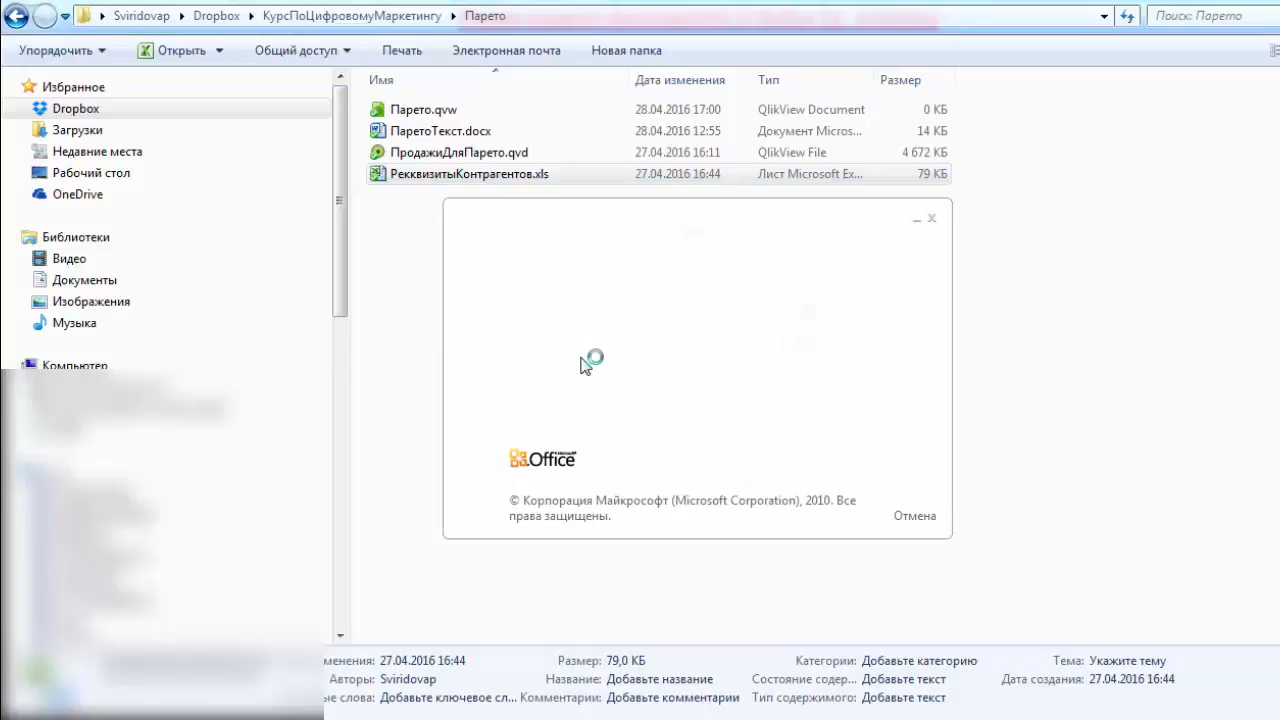 Sviridovap ▸ Dropbox ▸ КурсПоЦифровомуМаркетингу ▸ Парето
Поиск: Парето
Упорядочить Открыть Общий доступ Печать Электронная почта Новая папка
Избранное
Dropbox
Загрузки
Недавние места
Рабочий стол
OneDrive
Библиотеки
Видео
Документы
Изображения
Музыка
Компьютер
Имя Дата изменения Тип Размер
Парето.qvw 28.04.2016 17:00 QlikView Document 0 КБ
ПаретоТекст.docx 28.04.2016 12:55 Документ Micros... 14 КБ
ПродажиДляПарето.qvd 27.04.2016 16:11 QlikView File 4 672 КБ
РекквизитыКонтрагентов.xls 27.04.2016 16:44 Лист Microsoft Ex... 79 КБ
Microsoft Office
© Корпорация Майкрософт (Microsoft Corporation), 2010. Все
права защищены.
Отмена
менения: 27.04.2016 16:44 Размер: 79,0 КБ Категории: Добавьте категорию Тема: Укажите тему
Авторы: Sviridovap Название: Добавьте название Состояние содер... Добавьте текст Дата создания: 27.04.2016 16:44
ые слова: Добавьте ключевое сл... Комментарии: Добавьте комментарии Тип содержимого: Добавьте текст